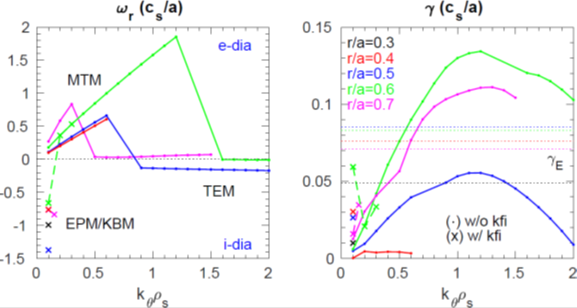 ω_r (c_s/a)
2
1.5
1
0.5
0
-0.5
-1
-1.5
0
0.5
1
1.5
2
e-dia
MTM
TEM
EPM/KBM
i-dia
k_θρ_s
γ (c_s/a)
0.15
0.1
0.05
0
0
0.5
1
1.5
2
r/a=0.3
r/a=0.4
r/a=0.5
r/a=0.6
r/a=0.7
γ_E
(·) w/o kfi
(x) w/ kfi
k_θρ_s